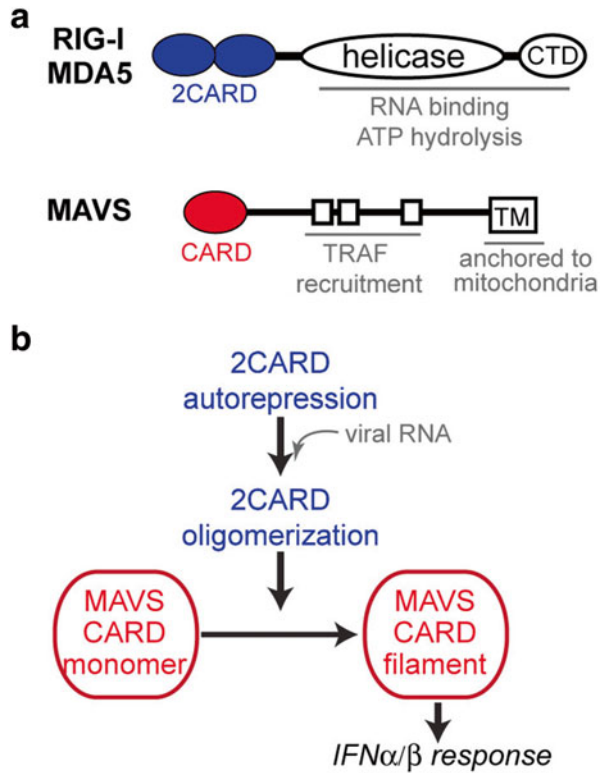 a
RIG-I
MDA5
helicase
CTD
2CARD
RNA binding
ATP hydrolysis
MAVS
TM
CARD
TRAF
recruitment
anchored to
mitochondria
b
2CARD
autorepression
viral RNA
2CARD
oligomerization
MAVS
CARD
monomer
MAVS
CARD
filament
IFNα/β response